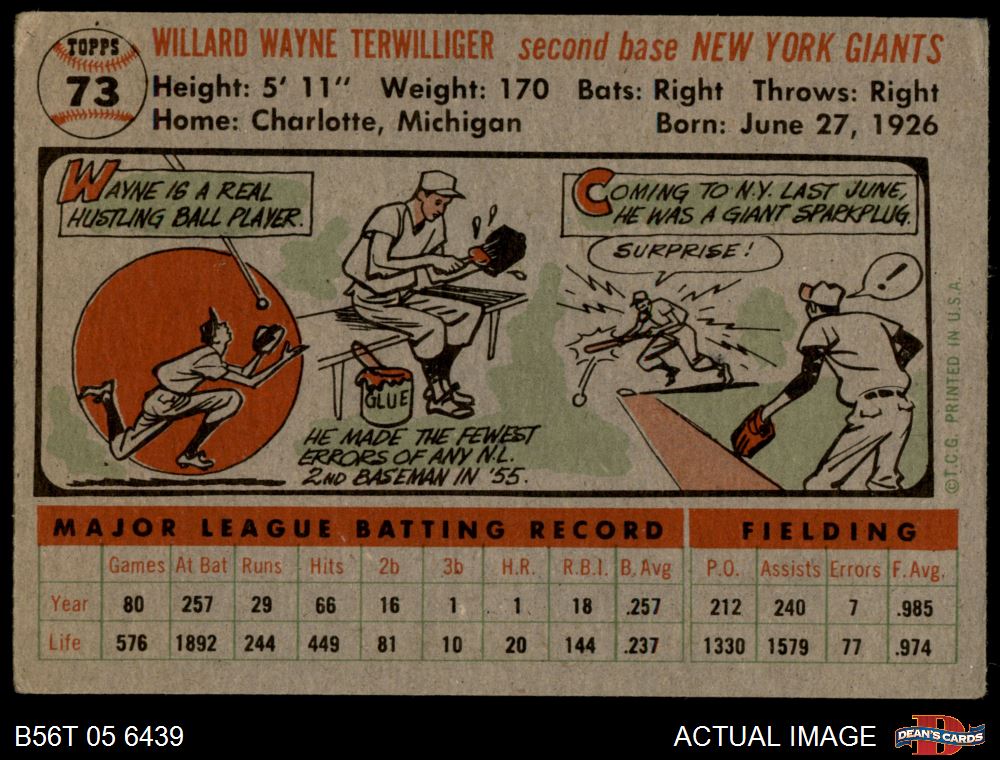 TOPPS
73
WILLARD WAYNE TERWILLIGER second base NEW YORK GIANTS
Height: 5' 11" Weight: 170 Bats: Right Throws: Right
Home: Charlotte, Michigan Born: June 27, 1926
WAYNE IS A REAL
HUSTLING BALL PLAYER.
GLUE
HE MADE THE FEWEST
ERRORS OF ANY N.L.
2ND BASEMAN IN '55.
COMING TO N.Y. LAST JUNE,
HE WAS A GIANT SPARKPLUG.
SURPRISE!
!
© T.C.G. PRINTED IN U.S.A.
MAJOR LEAGUE BATTING RECORD FIELDING
Games At Bat Runs Hits 2b 3b H.R. R.B.I. B. Avg P.O. Assists Errors F. Avg.
Year 80 257 29 66 16 1 1 18 .257 212 240 7 .985
Life 576 1892 244 449 81 10 20 144 .237 1330 1579 77 .974
B56T 05 6439 ACTUAL IMAGE DEAN'S CARDS